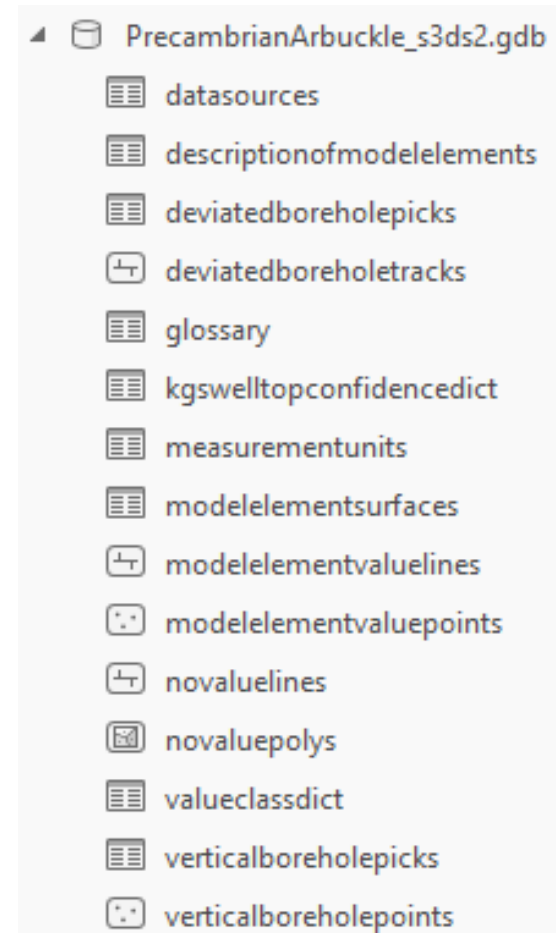 PrecambrianArbuckle_s3ds2.gdb
datasources
descriptionofmodelelements
deviatedboreholepicks
deviatedboreholetracks
glossary
kgswelltopconfidencedict
measurementunits
modelelementsurfaces
modelelementvaluelines
modelelementvaluepoints
novaluelines
novaluepolys
valueclassdict
verticalboreholepicks
verticalboreholepoints